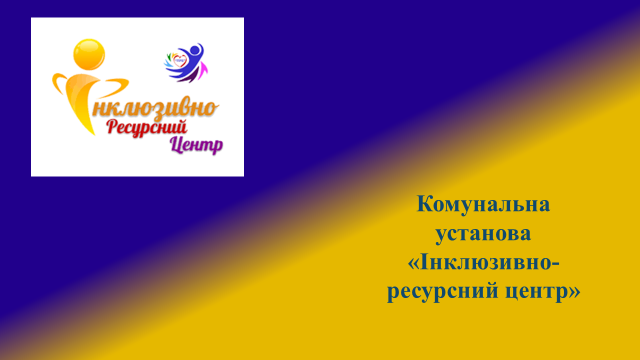 Інклюзивно
Ресурсний
Центр
Комунальна
установа
«Інклюзивно-
ресурсний центр»